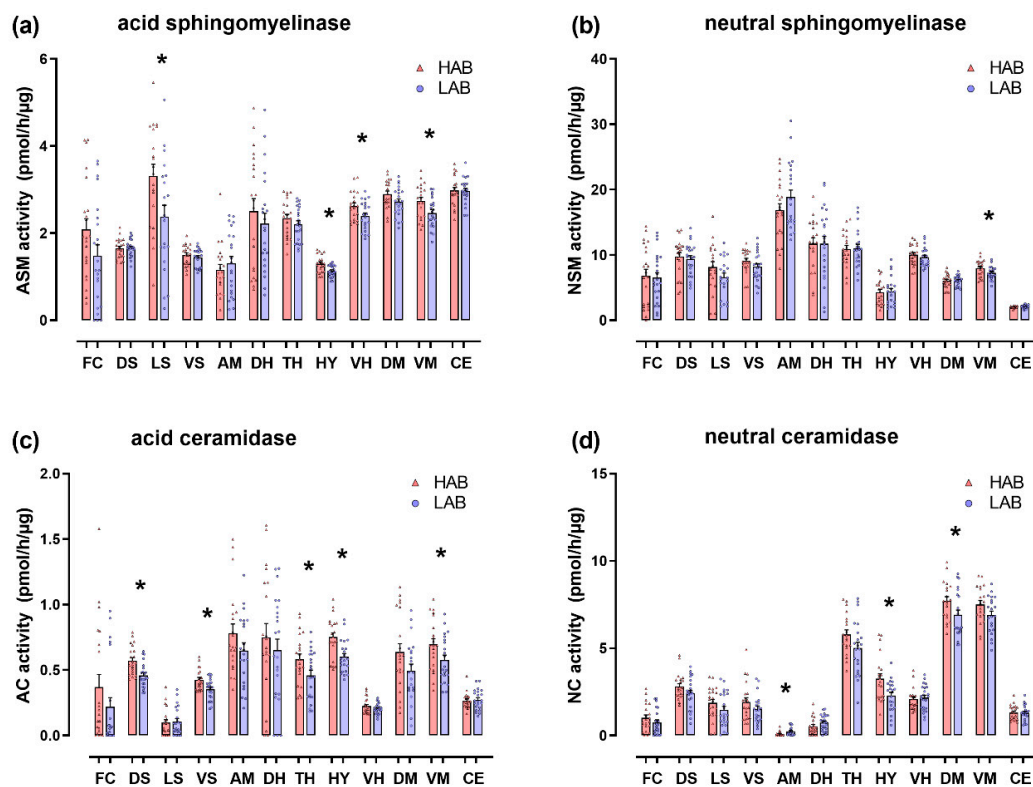 (a) acid sphingomyelinase
ASM activity (pmol/h/µg)
6
4
2
0
* * * *
HAB
LAB
FC DS LS VS AM DH TH HY VH DM VM CE
(b) neutral sphingomyelinase
NSM activity (pmol/h/µg)
40
30
20
10
0
*
HAB
LAB
FC DS LS VS AM DH TH HY VH DM VM CE
(c) acid ceramidase
AC activity (pmol/h/µg)
2.0
1.5
1.0
0.5
0.0
* * * * *
HAB
LAB
FC DS LS VS AM DH TH HY VH DM VM CE
(d) neutral ceramidase
NC activity (pmol/h/µg)
15
10
5
0
* * *
HAB
LAB
FC DS LS VS AM DH TH HY VH DM VM CE